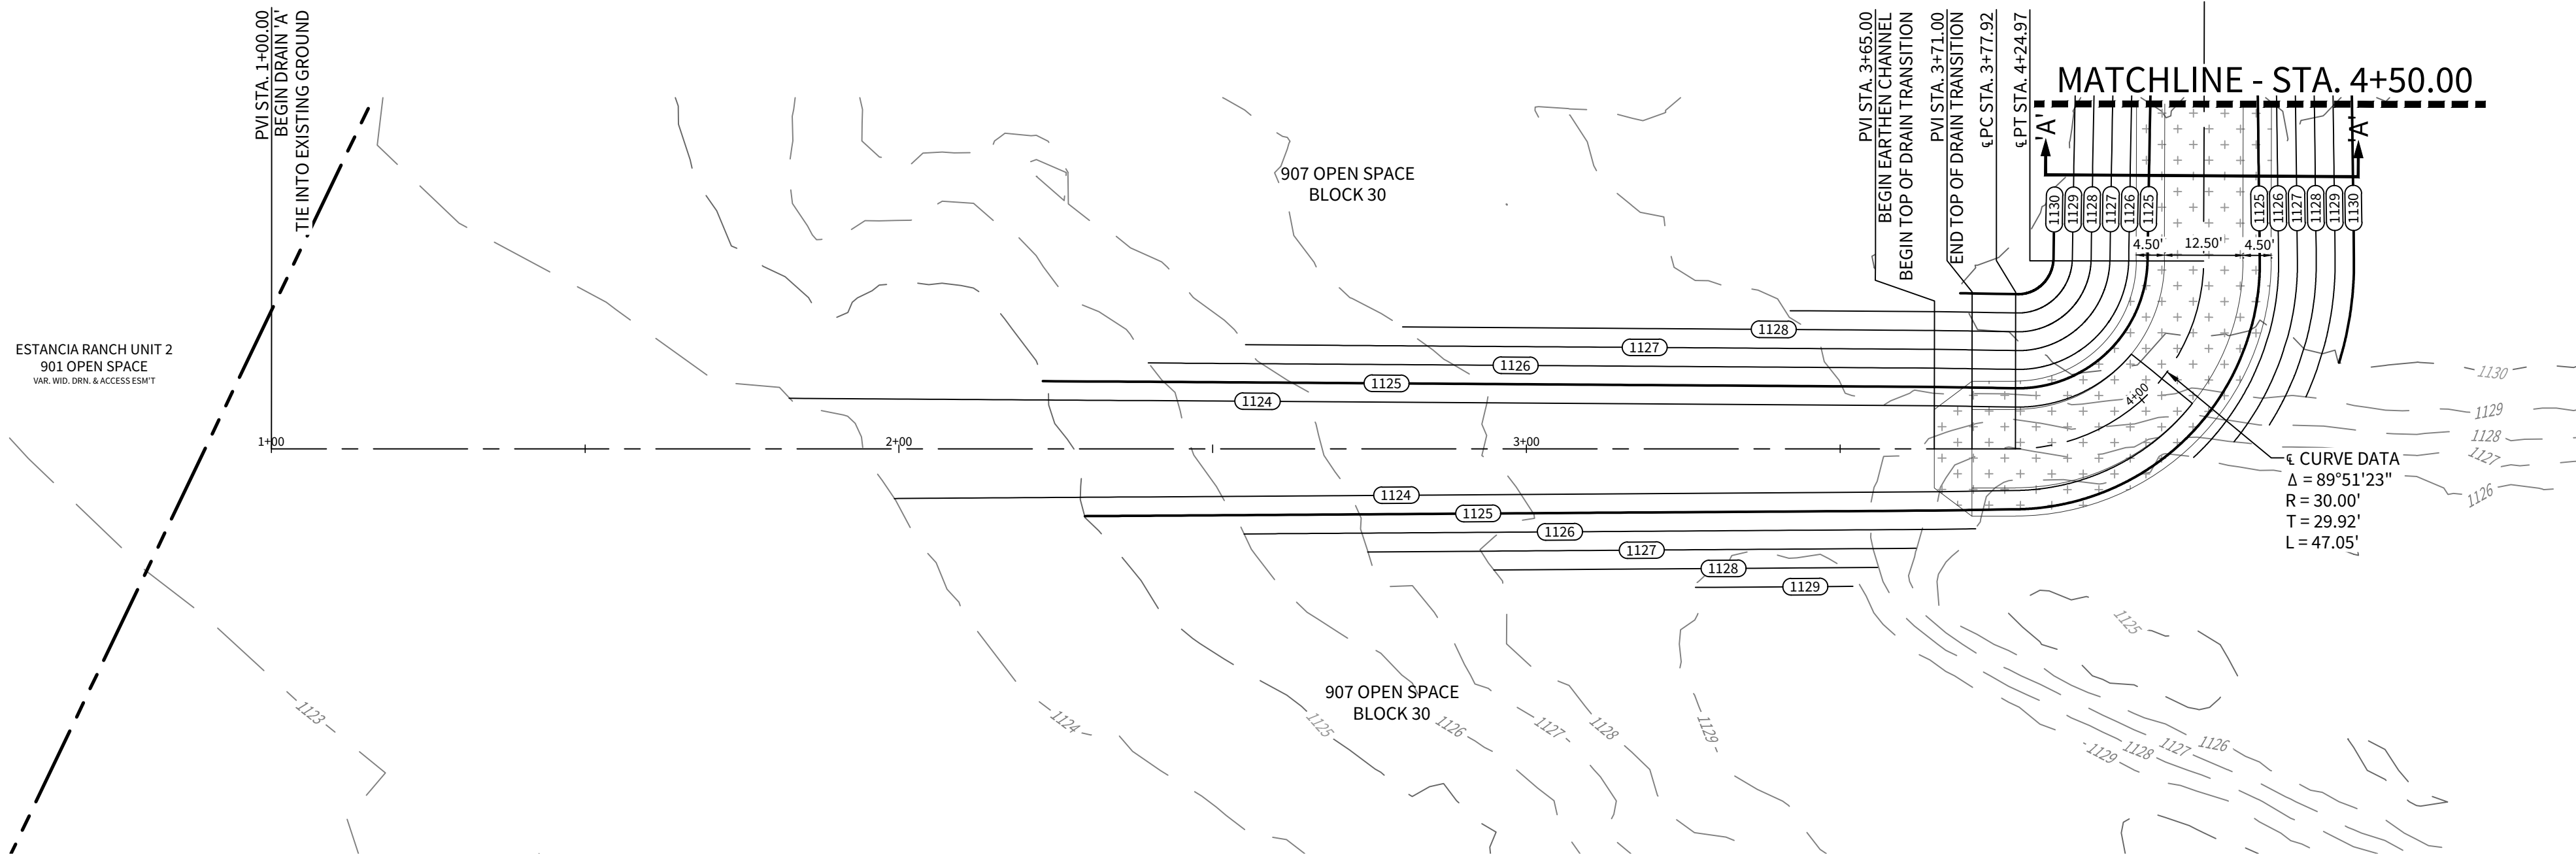 PVI STA. 1+00.00
BEGIN DRAIN 'A'
TIE INTO EXISTING GROUND
PVI STA. 3+65.00
BEGIN EARTHEN CHANNEL
BEGIN TOP OF DRAIN TRANSITION
PVI STA. 3+71.00
END TOP OF DRAIN TRANSITION
℄ PC STA. 3+77.92
℄ PT STA. 4+24.97
MATCHLINE - STA. 4+50.00
'A'
'A'
907 OPEN SPACE
BLOCK 30
1130
1129
1128
1127
1126
1125
1125
1126
1127
1128
1129
1130
4.50'
12.50'
4.50'
ESTANCIA RANCH UNIT 2
901 OPEN SPACE
VAR. WID. DRN. & ACCESS ESM'T
1128
1127
1126
1125
1124
1+00
2+00
3+00
4+00
1130
1129
1128
1127
1126
℄ CURVE DATA
Δ = 89°51'23"
R = 30.00'
T = 29.92'
L = 47.05'
1124
1125
1126
1127
1128
1129
907 OPEN SPACE
BLOCK 30
1123
1124
1125
1126
1127
1128
1129
1125
1129
1128
1127
1126